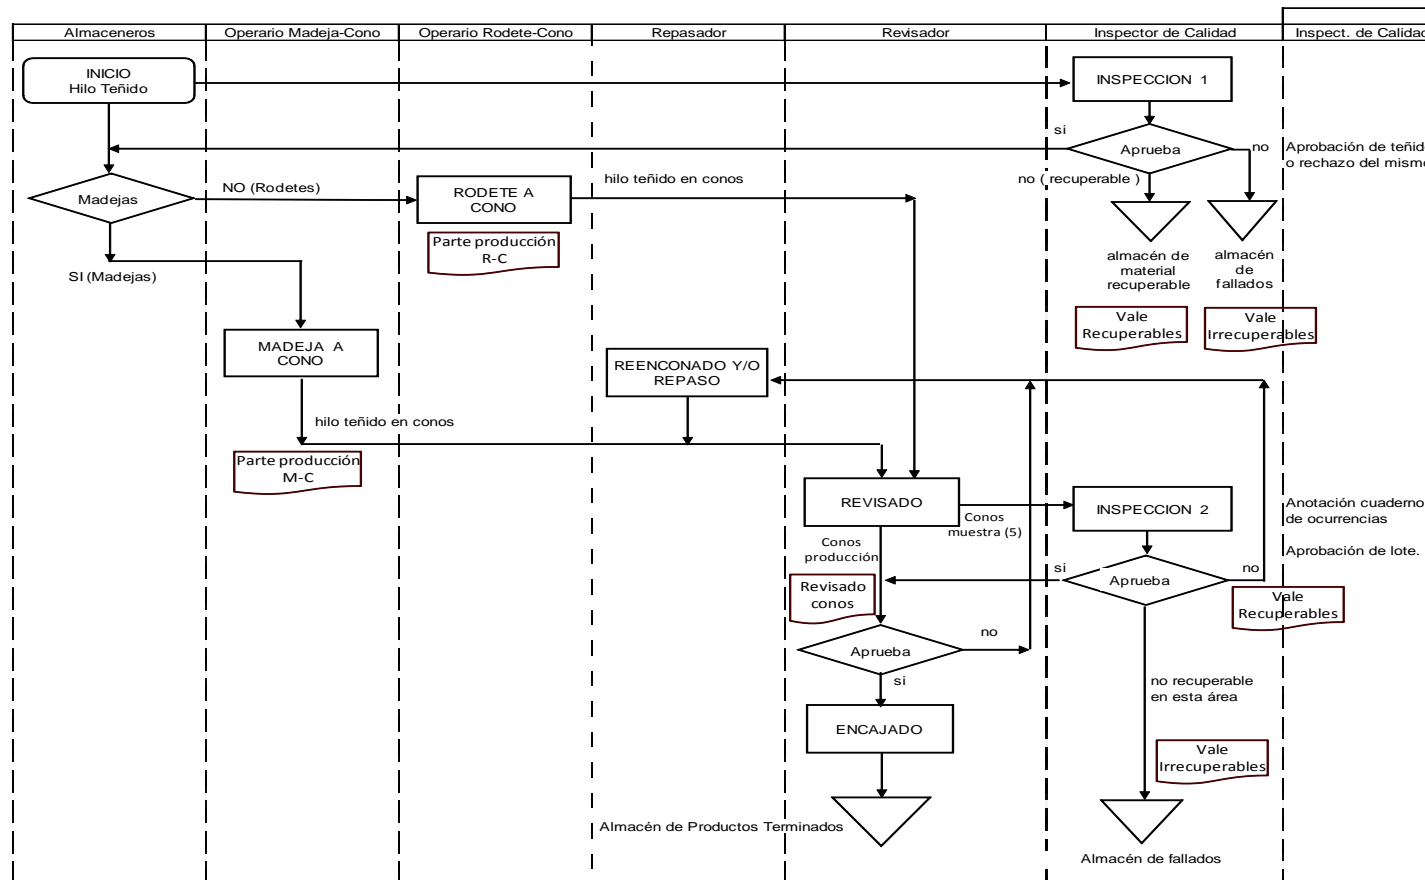 Almaceneros
Operario Madeja-Cono
Operario Rodete-Cono
Repasador
Revisador
Inspector de Calidad
Inspect. de Calidad
INICIO
Hilo Teñido
INSPECCION 1
si
Aprueba
no
Aprobación de teñido
o rechazo del mismo
no ( recuperable )
Madejas
NO (Rodetes)
RODETE A
CONO
hilo teñido en conos
Parte producción
R-C
SI (Madejas)
almacén de
material
recuperable
almacén
de
fallados
Vale
Recuperables
Vale
Irrecuperables
MADEJA A
CONO
REENCONADO Y/O
REPASO
hilo teñido en conos
Parte producción
M-C
REVISADO
Conos
muestra (5)
INSPECCION 2
Anotación cuaderno
de ocurrencias
Aprobación de lote.
Conos
producción
si
Aprueba
no
Revisado
conos
Vale
Recuperables
Aprueba
no
si
no recuperable
en esta área
ENCAJADO
Vale
Irrecuperables
Almacén de Productos Terminados
Almacén de fallados